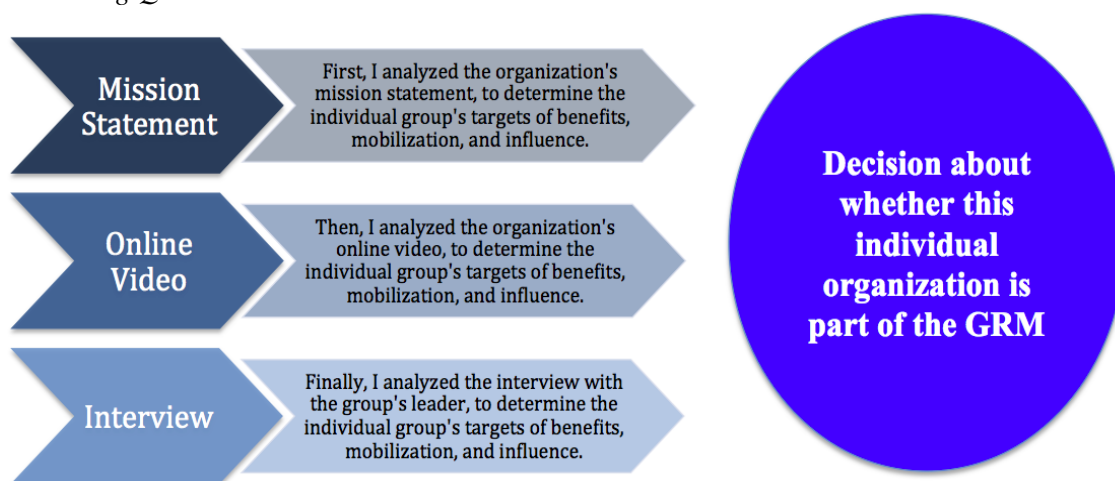 Mission
Statement
First, I analyzed the organization's
mission statement, to determine the
individual group's targets of benefits,
mobilization, and influence.
Online
Video
Then, I analyzed the organization's
online video, to determine the
individual group's targets of benefits,
mobilization, and influence.
Interview
Finally, I analyzed the interview with
the group's leader, to determine the
individual group's targets of benefits,
mobilization, and influence.
Decision about
whether this
individual
organization is
part of the GRM